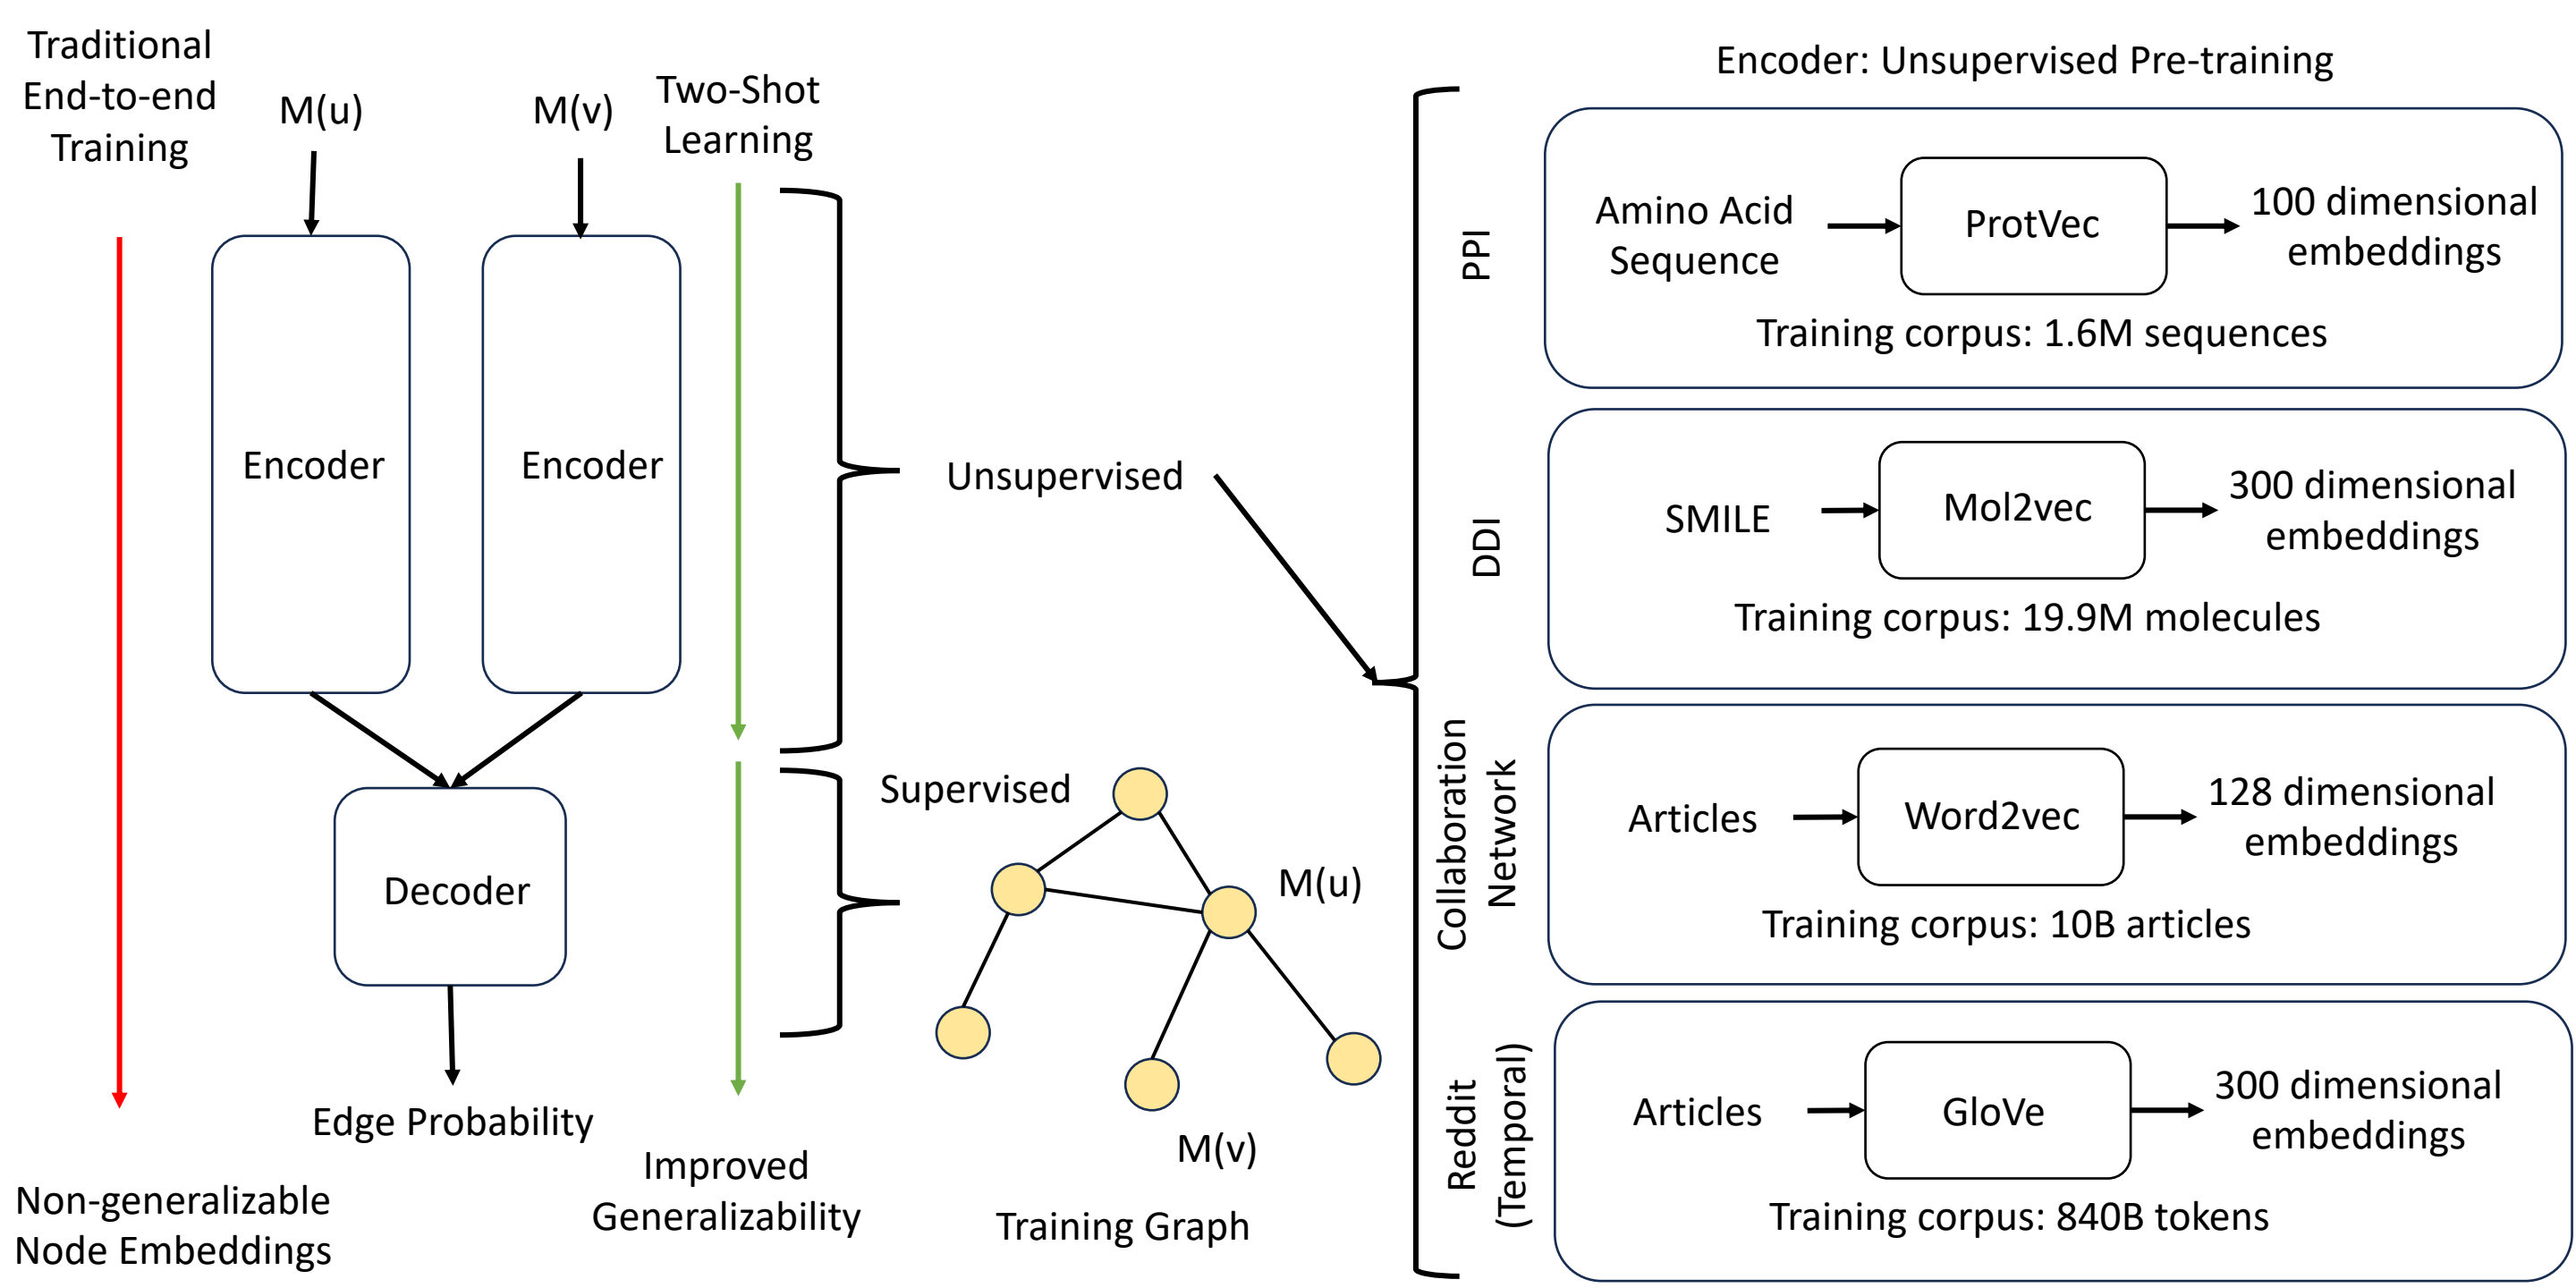 Traditional
End-to-end
Training
M(u)
M(v)
Two-Shot
Learning
Encoder
Encoder
Decoder
Edge Probability
Non-generalizable
Node Embeddings
Improved
Generalizability
Unsupervised
Supervised
M(u)
M(v)
Training Graph
Encoder: Unsupervised Pre-training
PPI
Amino Acid
Sequence
ProtVec
100 dimensional
embeddings
Training corpus: 1.6M sequences
DDI
SMILE
Mol2vec
300 dimensional
embeddings
Training corpus: 19.9M molecules
Collaboration
Network
Articles
Word2vec
128 dimensional
embeddings
Training corpus: 10B articles
Reddit
(Temporal)
Articles
GloVe
300 dimensional
embeddings
Training corpus: 840B tokens